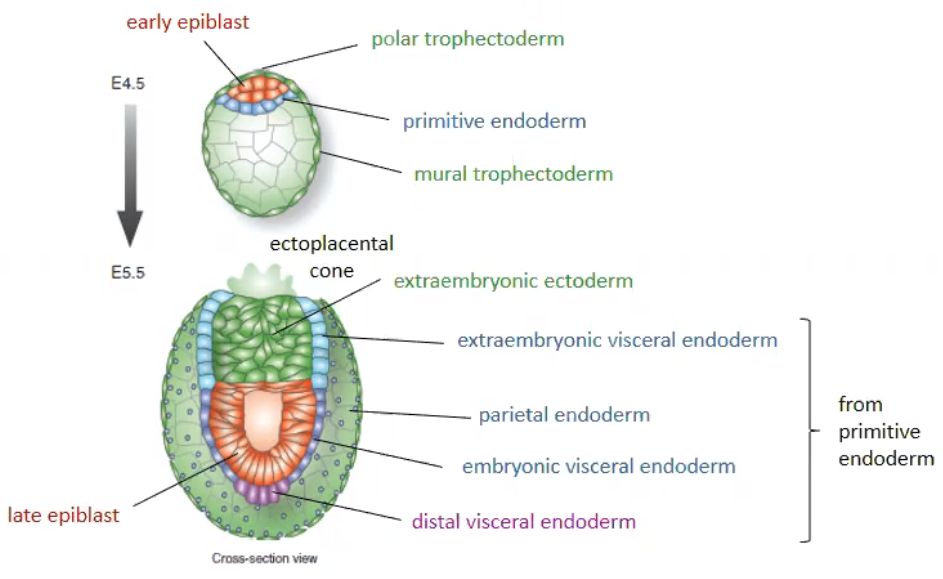 early epiblast
polar trophectoderm
E4.5
primitive endoderm
mural trophectoderm
ectoplacental
cone
E5.5
extraembryonic ectoderm
extraembryonic visceral endoderm
parietal endoderm
from
primitive
endoderm
embryonic visceral endoderm
late epiblast
distal visceral endoderm
Cross-section view